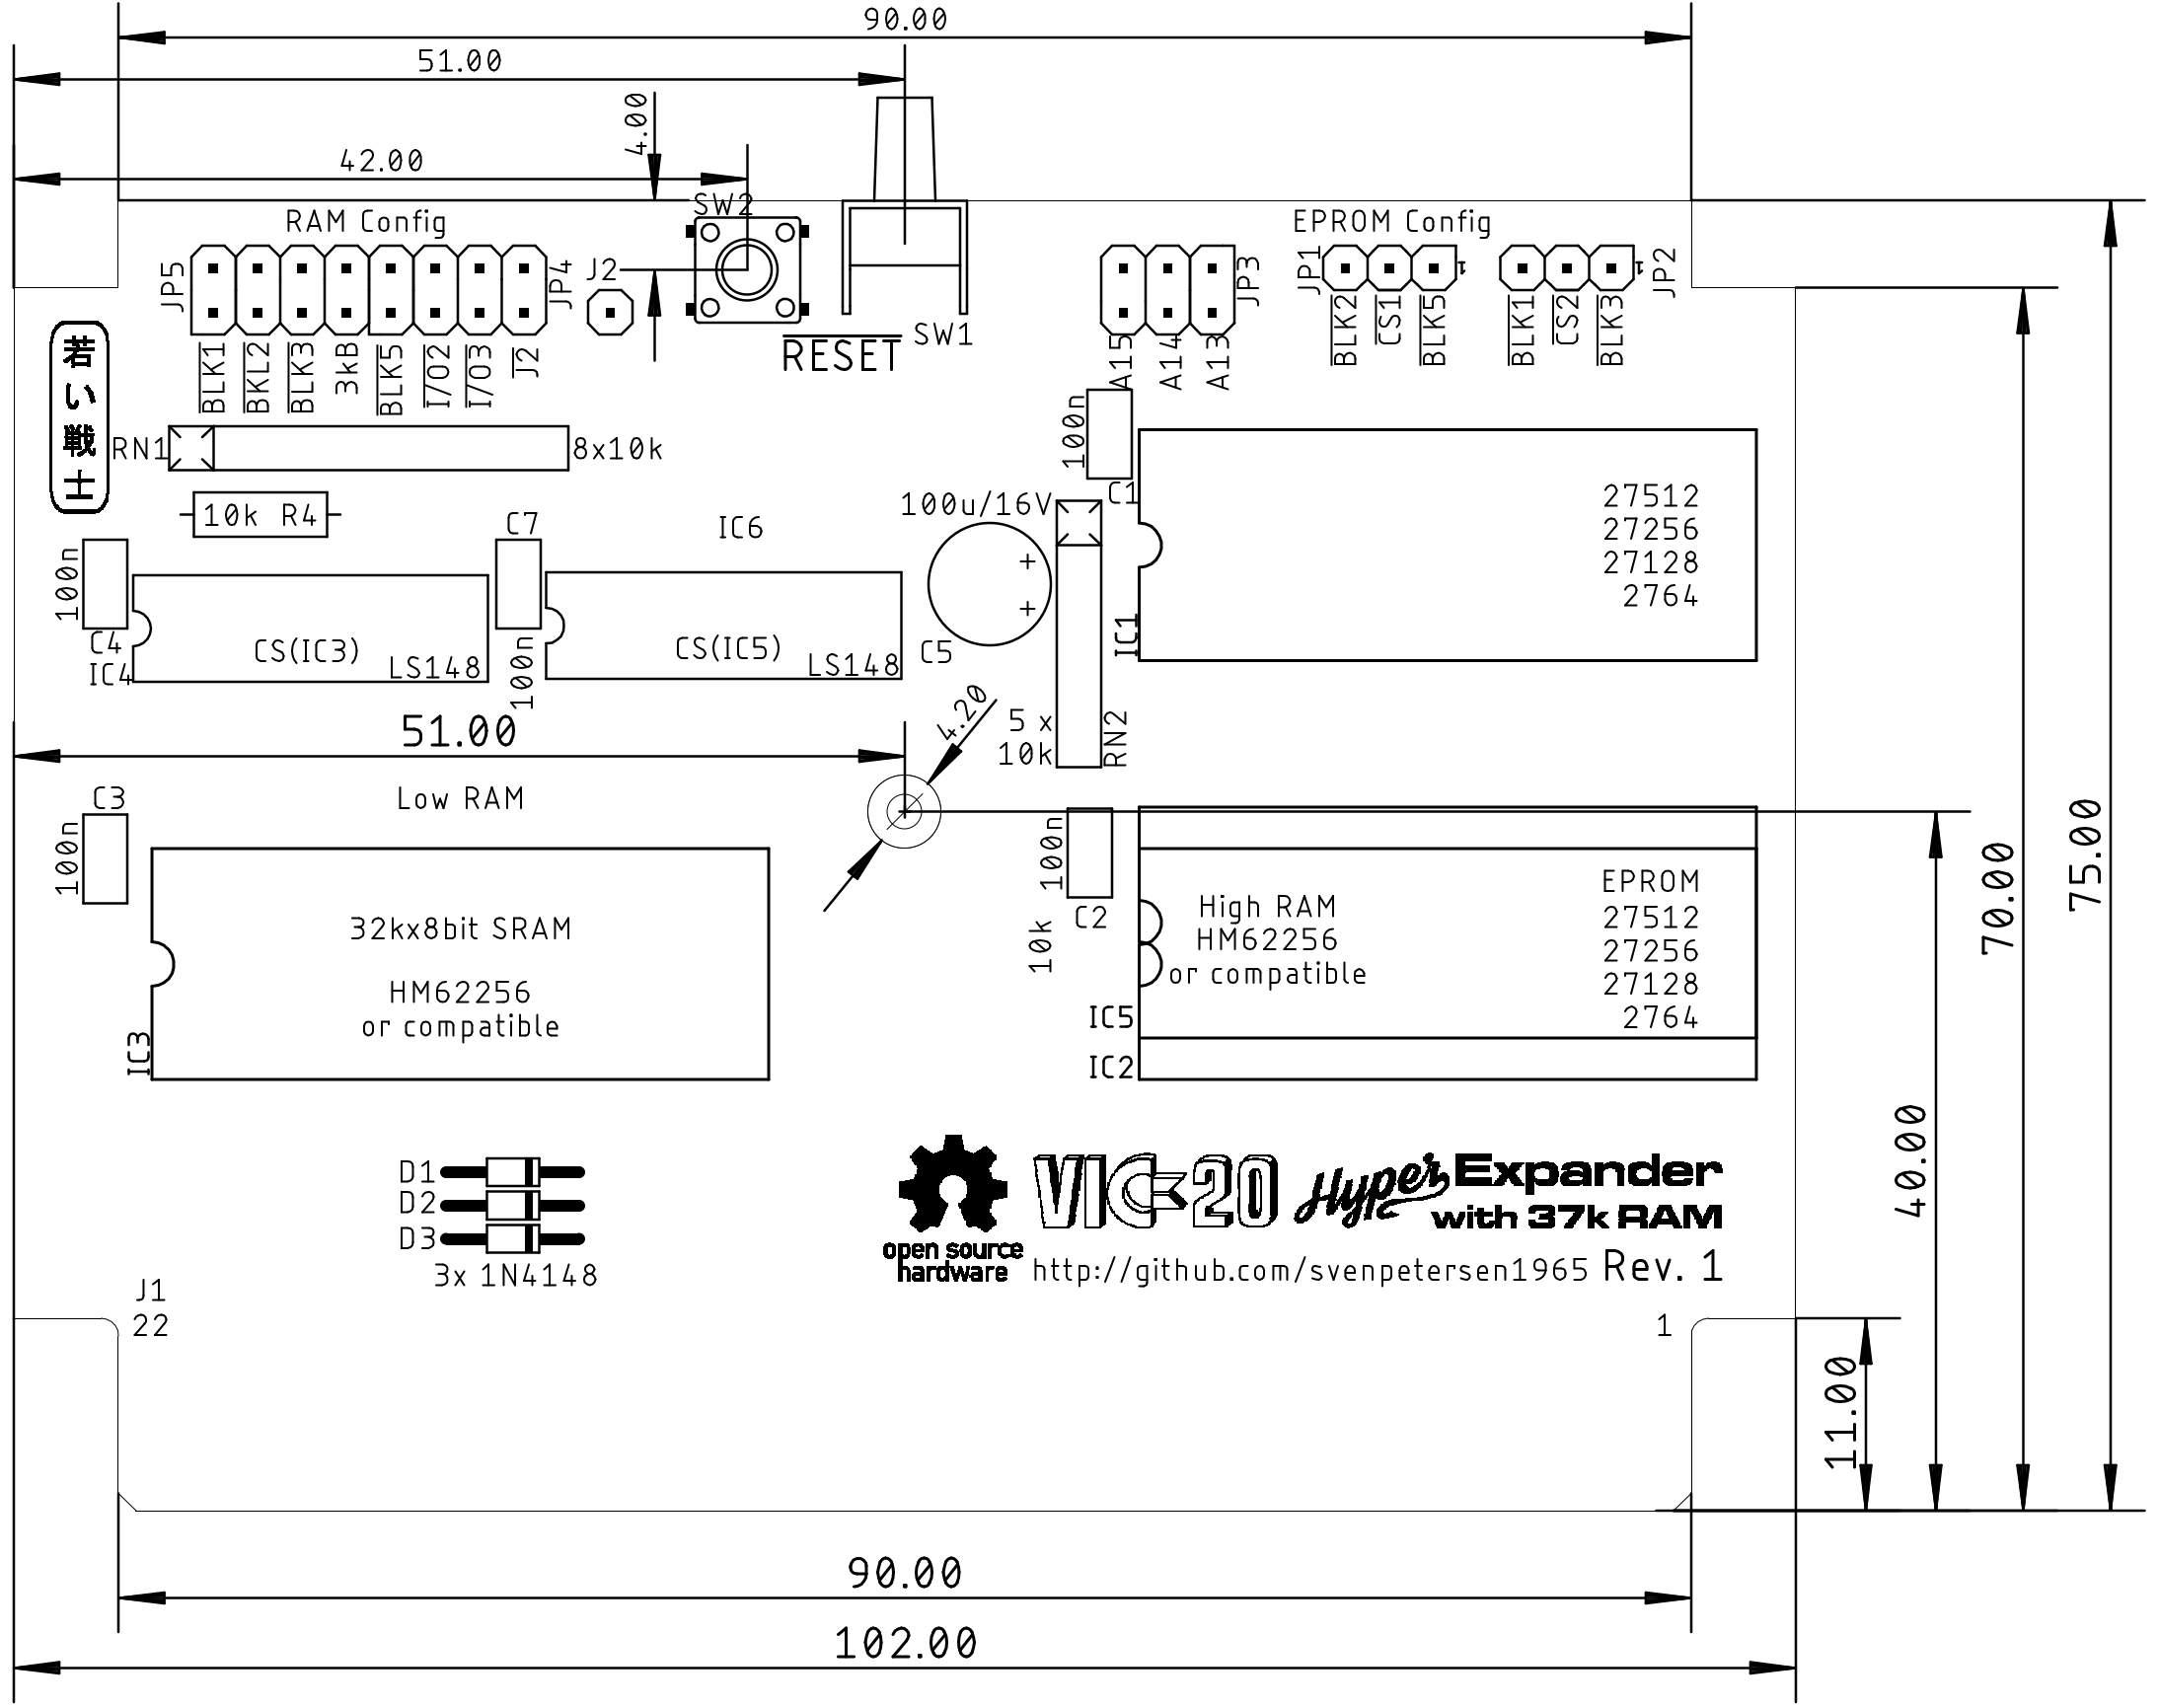 90.00
51.00
4.00
42.00
SW2
RAM Config
EPROM Config
JP5
JP4
J2
JP3
JP1
JP2
BLK1
BKL2
BLK3
3kB
BLK5
I/O2
I/O3
J2
RESET
SW1
A15
A14
A13
BLK2
CS1
BLK5
1
BLK1
CS2
BLK3
1
若い戦士
RN1
8x10k
10k R4
100n
C1
100u/16V
27512
27256
27128
2764
IC1
C7
IC6
100n
C4
IC4
CS(IC3)
LS148
100n
CS(IC5)
LS148
C5
51.00
4.20
5 x
10k
RN2
C3
100n
Low RAM
32kx8bit SRAM
HM62256
or compatible
IC3
100n
C2
10k
High RAM
HM62256
or compatible
EPROM
27512
27256
27128
2764
IC5
IC2
75.00
70.00
40.00
11.00
D1
D2
D3
3x 1N4148
open source
hardware
VIC-20 Hyper Expander
with 37k RAM
http://github.com/svenpetersen1965 Rev. 1
J1
22
1
90.00
102.00